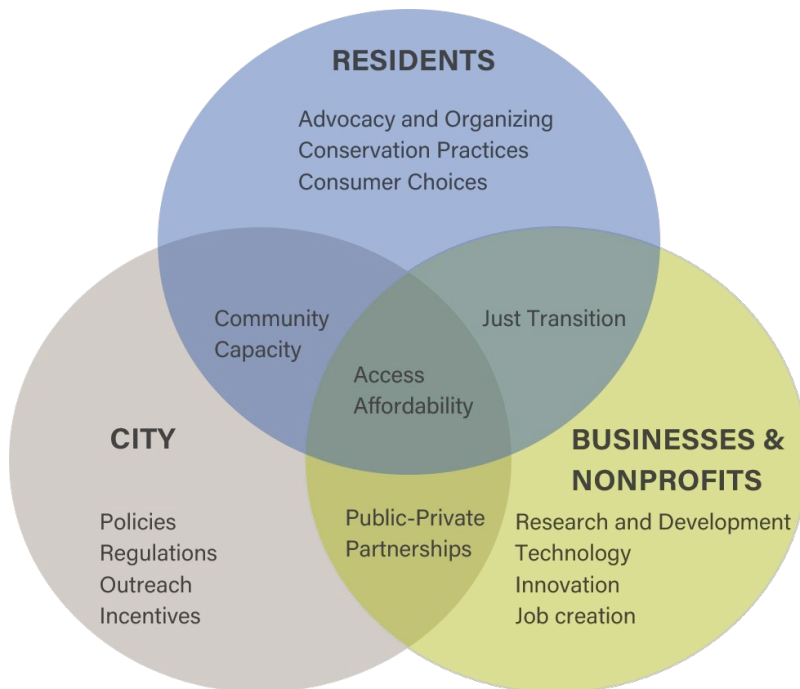 RESIDENTS
Advocacy and Organizing
Conservation Practices
Consumer Choices
Community
Capacity
Just Transition
Access
Affordability
CITY
Policies
Regulations
Outreach
Incentives
Public-Private
Partnerships
BUSINESSES &
NONPROFITS
Research and Development
Technology
Innovation
Job creation